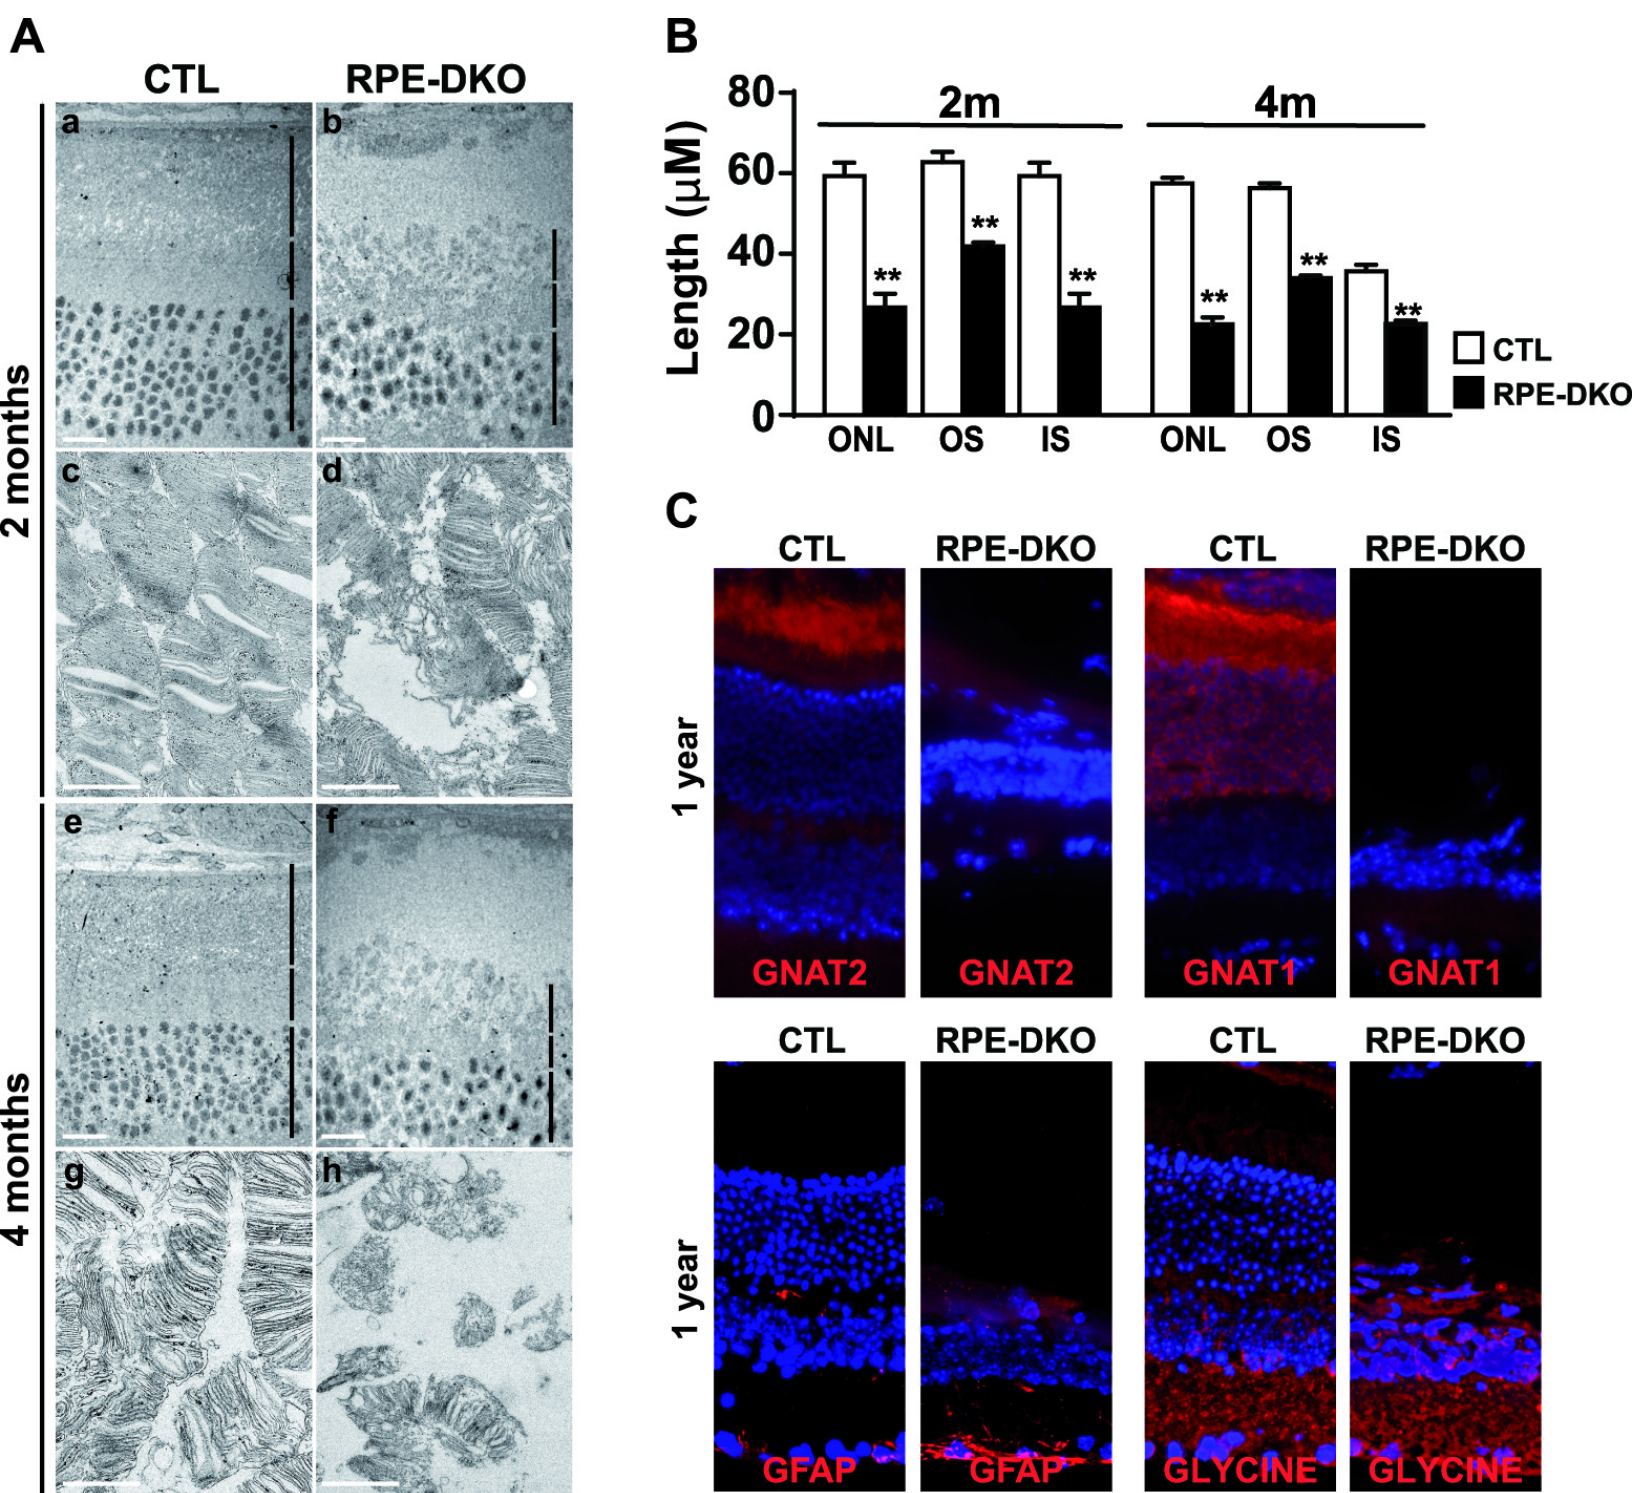 A
CTL RPE-DKO
2 months
a b
c d
4 months
e f
g h
B
Length (μM)
80
60
40
20
0
2m 4m
** ** ** ** ** **
ONL OS IS ONL OS IS
CTL
RPE-DKO
C
CTL RPE-DKO CTL RPE-DKO
1 year
GNAT2 GNAT2 GNAT1 GNAT1
CTL RPE-DKO CTL RPE-DKO
1 year
GFAP GFAP GLYCINE GLYCINE